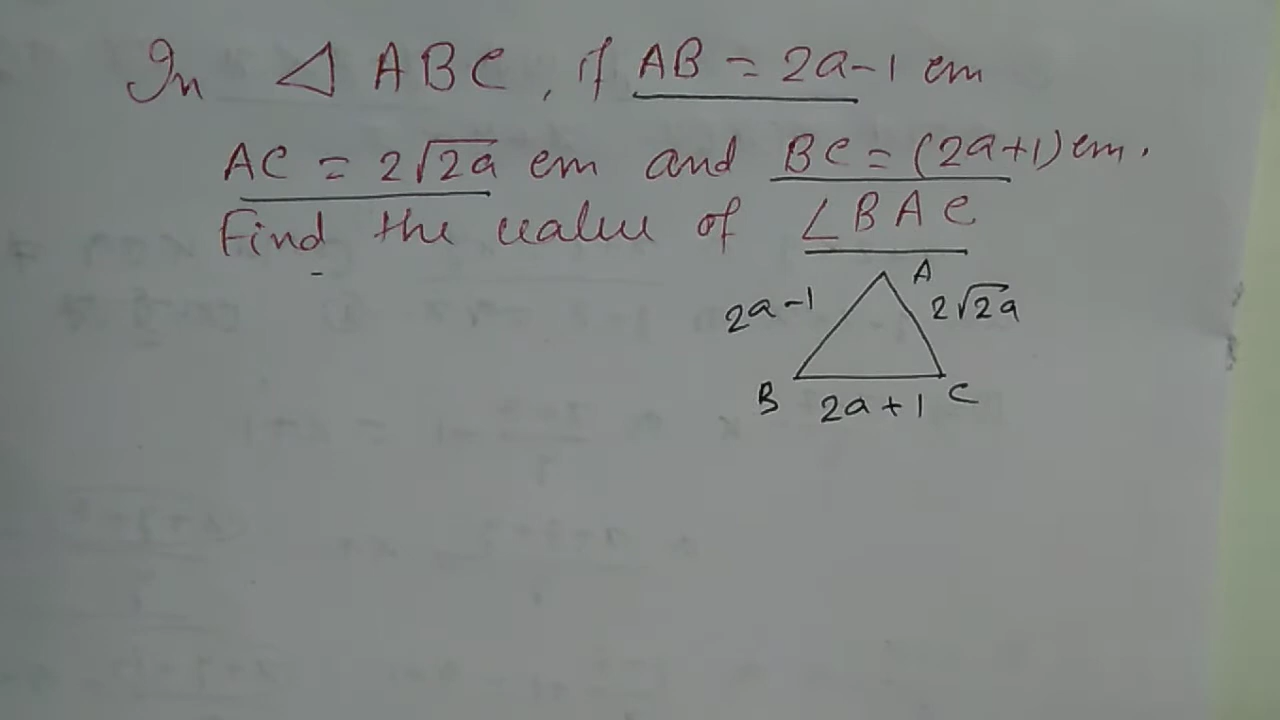 In △ ABC, if AB = 2a-1 cm
AC = 2√2a cm and BC = (2a+1) cm.
Find the value of ∠BAC
A
2a-1
2√2a
B
2a+1
C